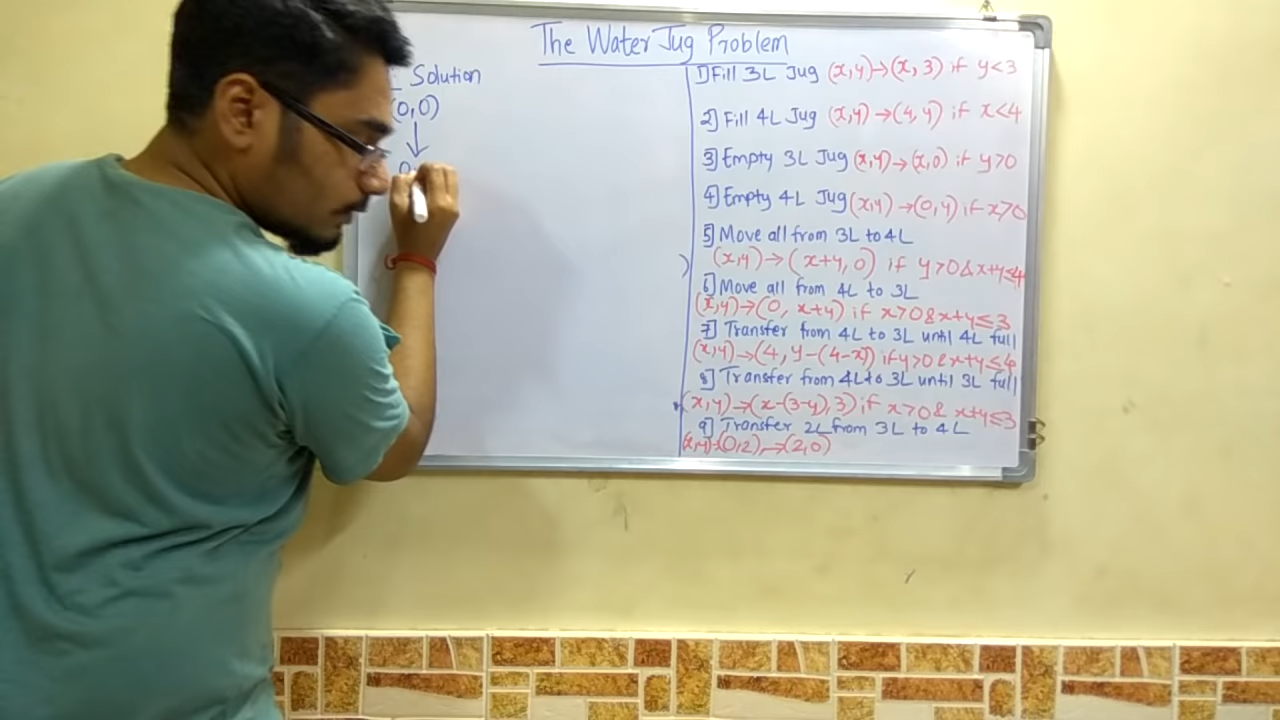 The Water Jug Problem
Solution
(0,0)
↓
0
1) Fill 3L Jug (x,y)→(x,3) if y<3
2] Fill 4L Jug (x,y)→(4,y) if x<4
3] Empty 3L Jug (x,y)→(x,0) if y>0
4] Empty 4L Jug (x,y)→(0,y) if x>0
5] Move all from 3L to 4L
(x,y)→(x+y,0) if y>0&x+y≤4
6] Move all from 4L to 3L
(x,y)→(0, x+y) if x>0&x+y≤3
7] Transfer from 4L to 3L until 4L full
(x,y)→(4, y-(4-x)) if y>0&x+y≤4
8] Transfer from 4L to 3L until 3L full
(x,y)→(x-(3-y),3) if x>0& x+y≤3
9] Transfer 2L from 3L to 4L
(x,y)→(0,2)→(2,0)